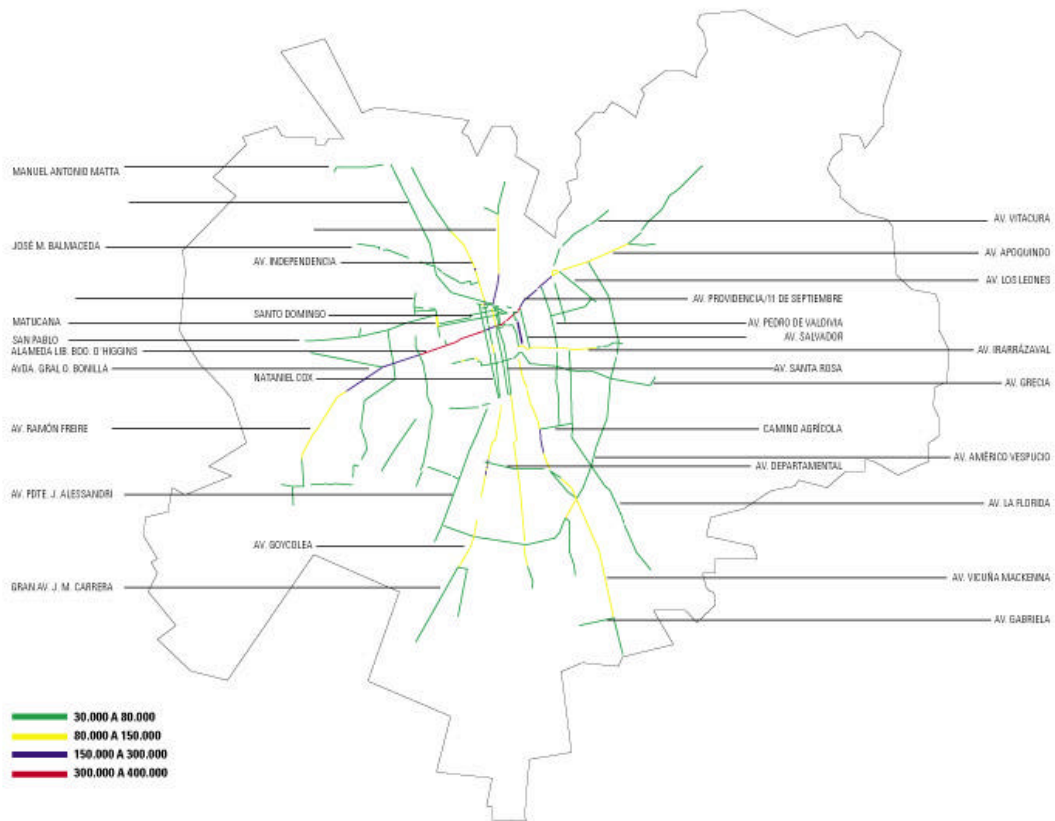 MANUEL ANTONIO MATTA
AV. VITACURA
JOSÉ M. BALMACEDA
AV. APOQUINDO
AV. INDEPENDENCIA
AV. LOS LEONES
AV. PROVIDENCIA/11 DE SEPTIEMBRE
SANTO DOMINGO
MATUCANA
AV. PEDRO DE VALDIVIA
AV. SALVADOR
SAN PABLO
ALAMEDA LIB. BDO. O'HIGGINS
AV. IRARRÁZAVAL
AVDA. GRAL O. BONILLA
AV. SANTA ROSA
NATANIEL COX
AV. GRECIA
AV. RAMÓN FREIRE
CAMINO AGRÍCOLA
AV. AMÉRICO VESPUCIO
AV. DEPARTAMENTAL
AV. PDTE. J. ALESSANDRI
AV. LA FLORIDA
AV. GOYCOLEA
AV. VICUÑA MACKENNA
GRAN AV. J. M. CARRERA
AV. GABRIELA
30.000 A 80.000
80.000 A 150.000
150.000 A 300.000
300.000 A 400.000